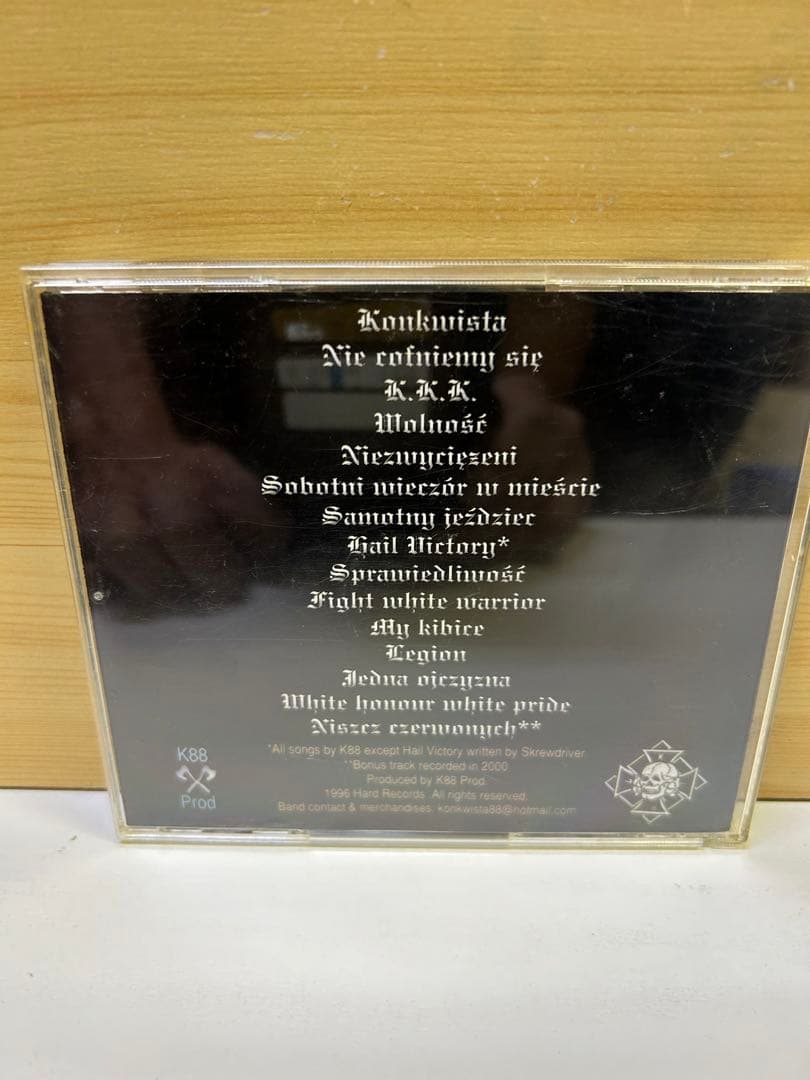 Konkwista
Nie cofniemy się
K.K.K.
Wolność
Niezwyciężeni
Sobotni wieczór w mieście
Samotny jeździec
Hail Victory*
Sprawiedliwość
Fight white warrior
My kibice
Legion
Jedna ojczyzna
White honour white pride
Niszcz czerwonych**
*All songs by K88 except Hail Victory written by Skrewdriver
**Bonus track recorded in 2000
Produced by K88 Prod.
1996 Hard Records. All rights reserved.
Band contact & merchandises: konkwista88@hotmail.com
K88
Prod